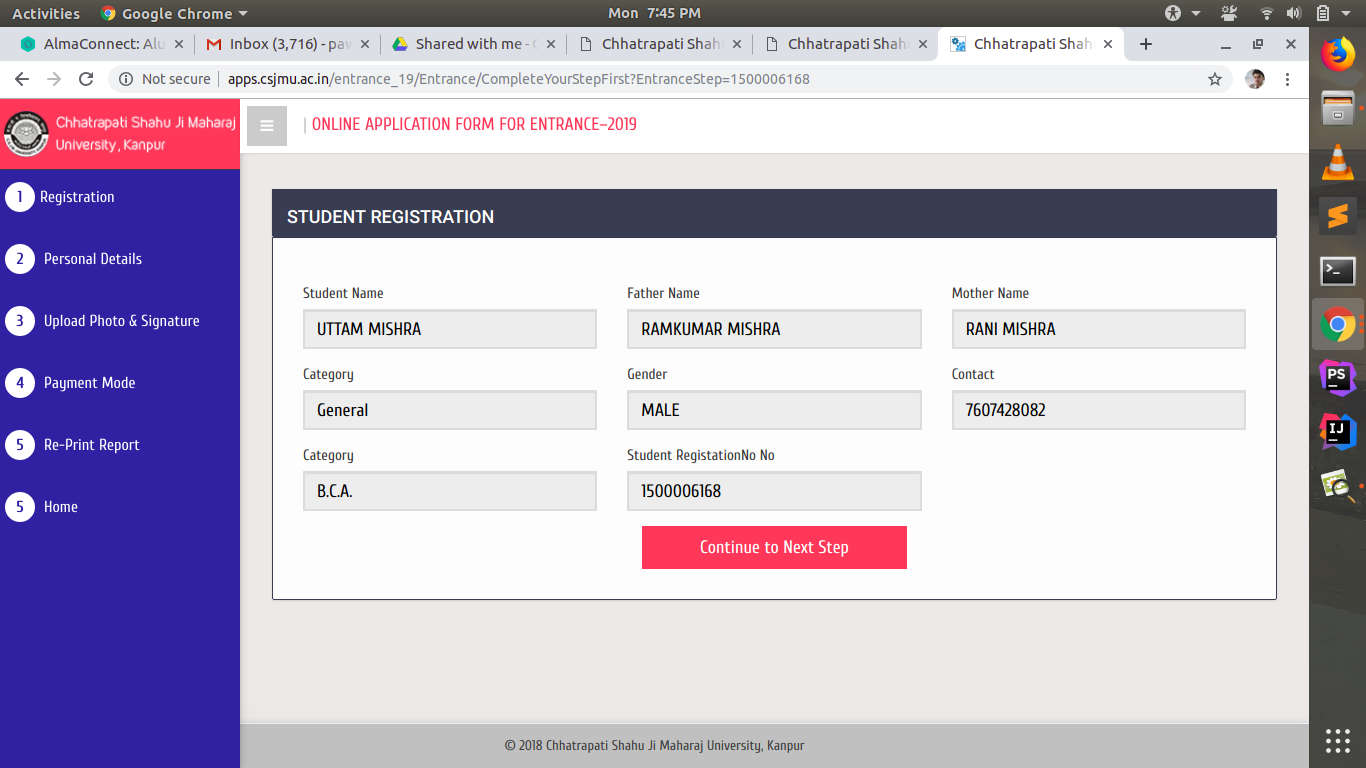 Activities Google Chrome Mon 7:45 PM
AlmaConnect: Alu Inbox (3,716) - pav Shared with me - Chhatrapati Shah Chhatrapati Shah Chhatrapati Shah
Not secure apps.csjmu.ac.in/entrance_19/Entrance/CompleteYourStepFirst?EntranceStep=1500006168
Chhatrapati Shahu Ji Maharaj
University, Kanpur
| ONLINE APPLICATION FORM FOR ENTRANCE–2019
1 Registration
2 Personal Details
3 Upload Photo & Signature
4 Payment Mode
5 Re-Print Report
5 Home
STUDENT REGISTRATION
Student Name Father Name Mother Name
UTTAM MISHRA RAMKUMAR MISHRA RANI MISHRA
Category Gender Contact
General MALE 7607428082
Category Student RegistationNo No
B.C.A. 1500006168
Continue to Next Step
© 2018 Chhatrapati Shahu Ji Maharaj University, Kanpur
PS
IJ